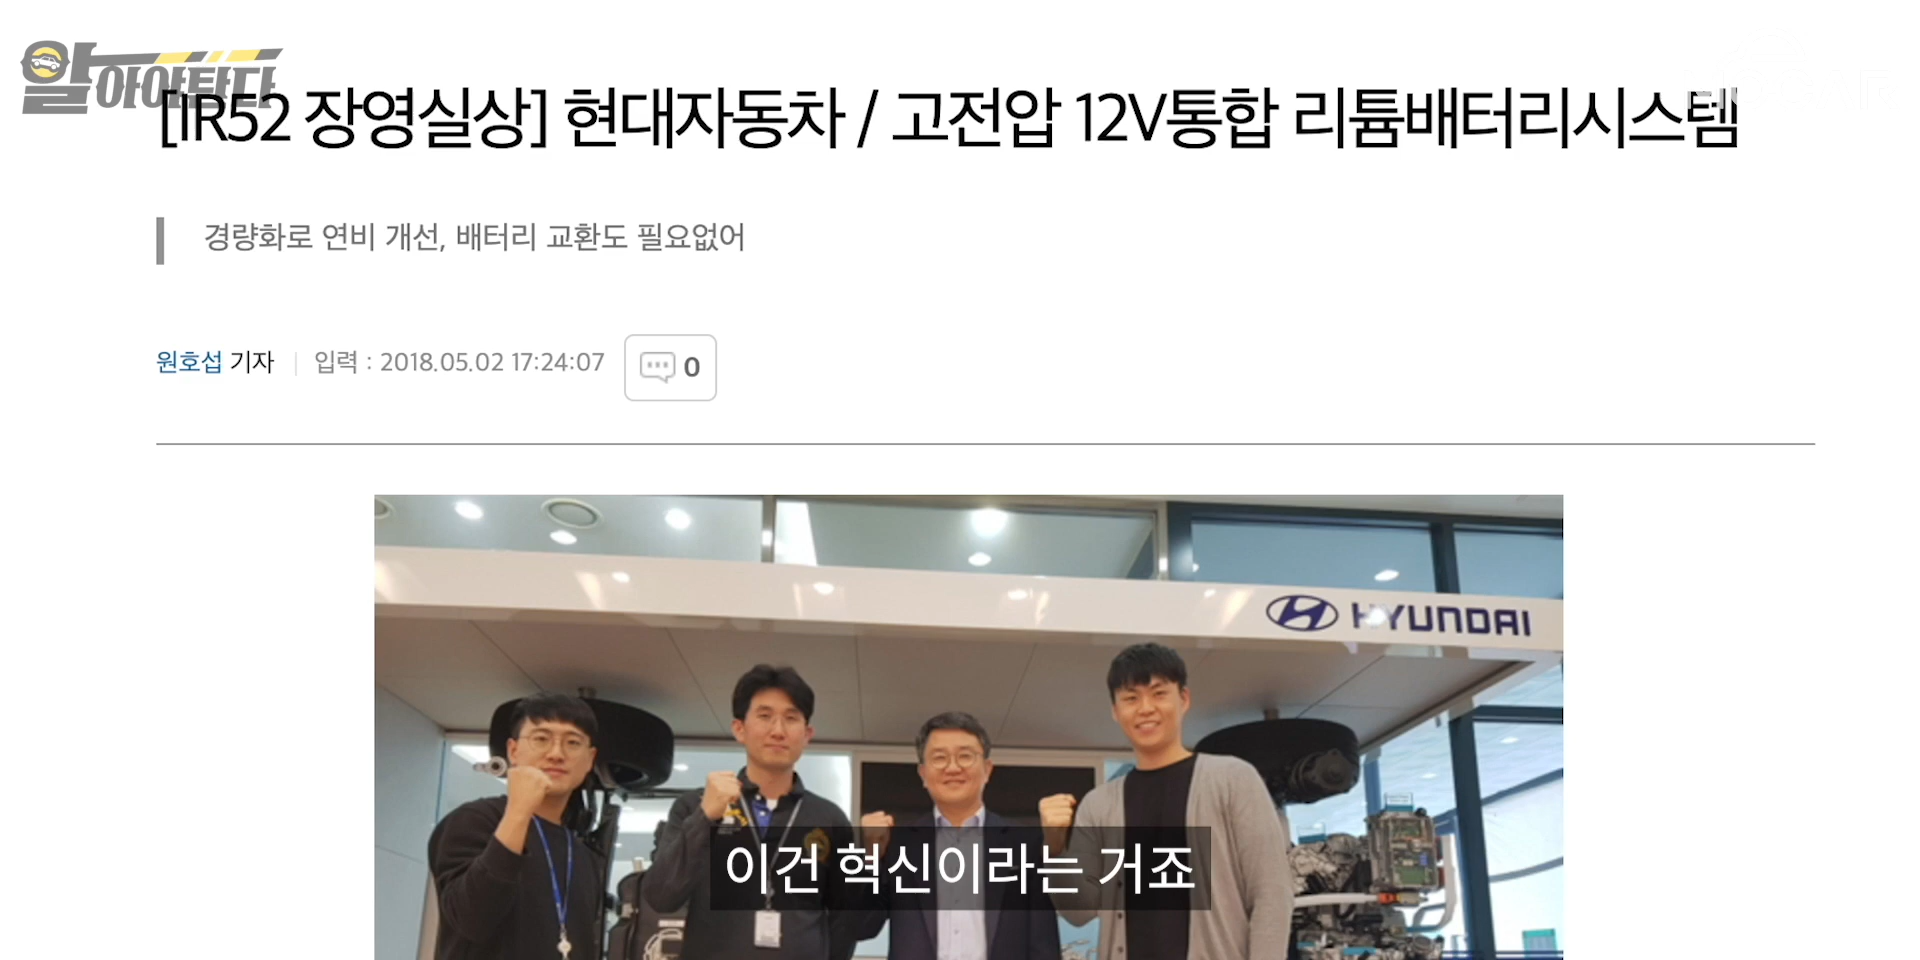 알아야탄다
[IR52 장영실상] 현대자동차 / 고전압 12V통합 리튬배터리시스템
경량화로 연비 개선, 배터리 교환도 필요없어
원호섭 기자 | 입력 : 2018.05.02 17:24:07
0
HYUNDAI
이건 혁신이라는 거죠